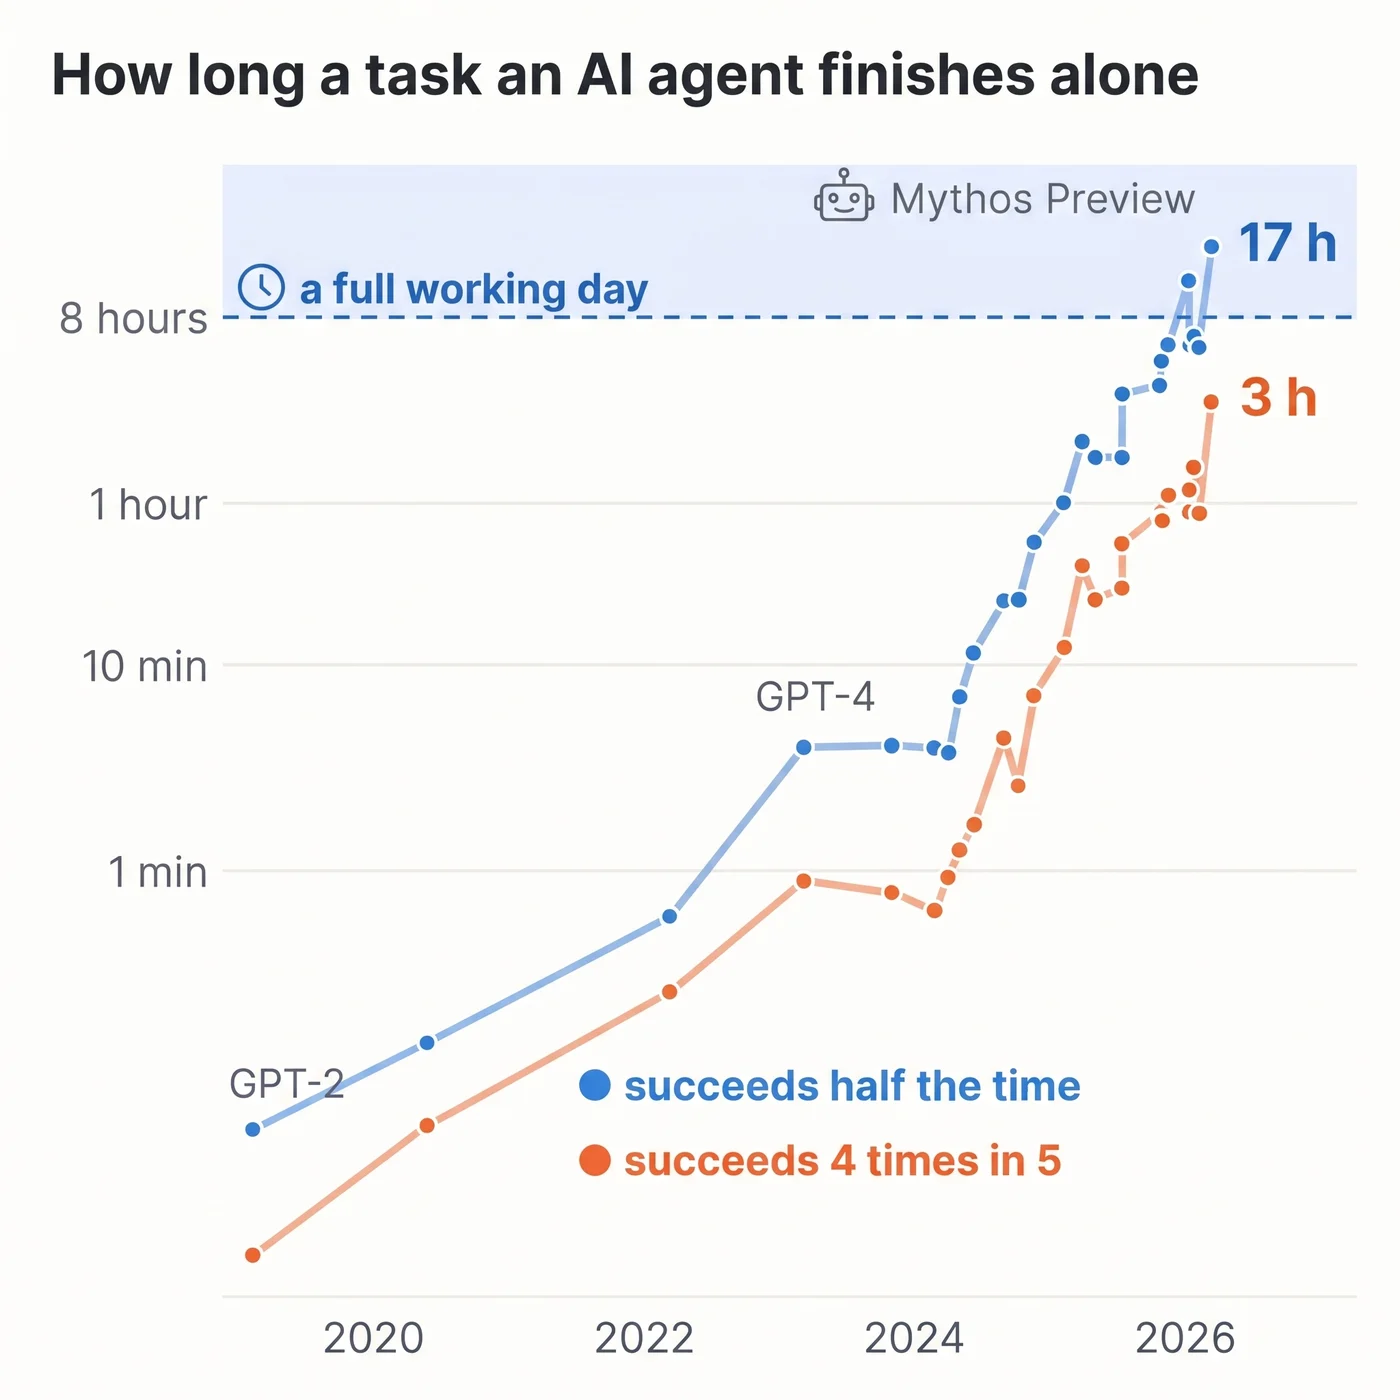 How long a task an AI agent finishes alone
Mythos Preview
17 h
a full working day
8 hours
3 h
1 hour
10 min
GPT-4
1 min
GPT-2
succeeds half the time
succeeds 4 times in 5
2020 2022 2024 2026